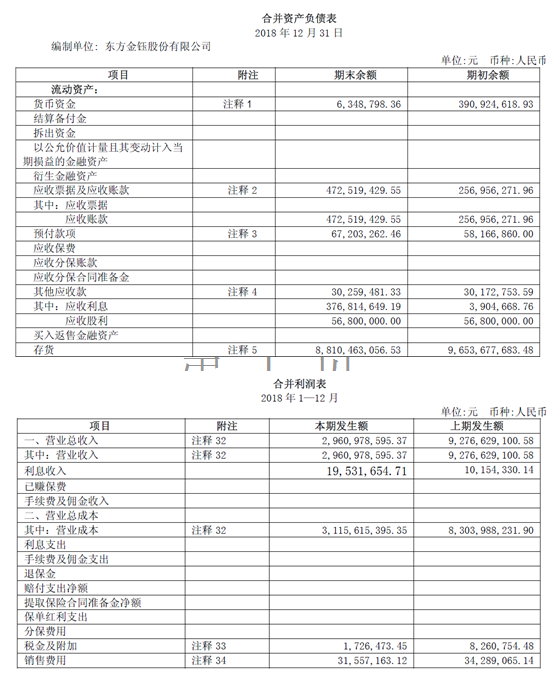 合并资产负债表
2018 年 12 月 31 日
编制单位: 东方金钰股份有限公司
单位:元 币种:人民币
项目 附注 期末余额 期初余额
流动资产:
货币资金 注释 1 6,348,798.36 390,924,618.93
结算备付金
拆出资金
以公允价值计量且其变动计入当
期损益的金融资产
衍生金融资产
应收票据及应收账款 注释 2 472,519,429.55 256,956,271.96
其中: 应收票据
应收账款 472,519,429.55 256,956,271.96
预付款项 注释 3 67,203,262.46 58,166,860.00
应收保费
应收分保账款
应收分保合同准备金
其他应收款 注释 4 30,259,481.33 30,172,753.59
其中: 应收利息 376,814,649.19 3,904,668.76
应收股利 56,800,000.00 56,800,000.00
买入返售金融资产
存货 注释 5 8,810,463,056.53 9,653,677,683.48
合并利润表
2018 年 1—12 月
单位:元 币种:人民币
项目 附注 本期发生额 上期发生额
一、营业总收入 注释 32 2,960,978,595.37 9,276,629,100.58
其中: 营业收入 注释 32 2,960,978,595.37 9,276,629,100.58
利息收入 19,531,654.71 10,154,330.14
已赚保费
手续费及佣金收入
二、营业总成本
其中: 营业成本 注释 32 3,115,615,395.35 8,303,988,231.90
利息支出
手续费及佣金支出
退保金
赔付支出净额
提取保险合同准备金净额
保单红利支出
分保费用
税金及附加 注释 33 1,726,473.45 8,260,754.48
销售费用 注释 34 31,557,163.12 34,289,065.14